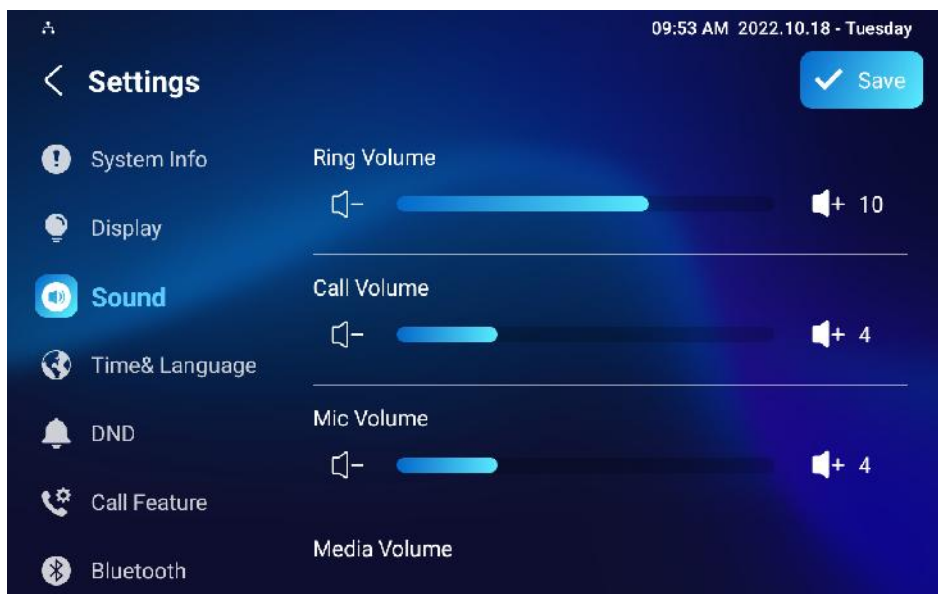 09:53 AM 2022.10.18 - Tuesday
Settings
Save
System Info
Display
Sound
Time& Language
DND
Call Feature
Bluetooth
Ring Volume
10
Call Volume
4
Mic Volume
4
Media Volume